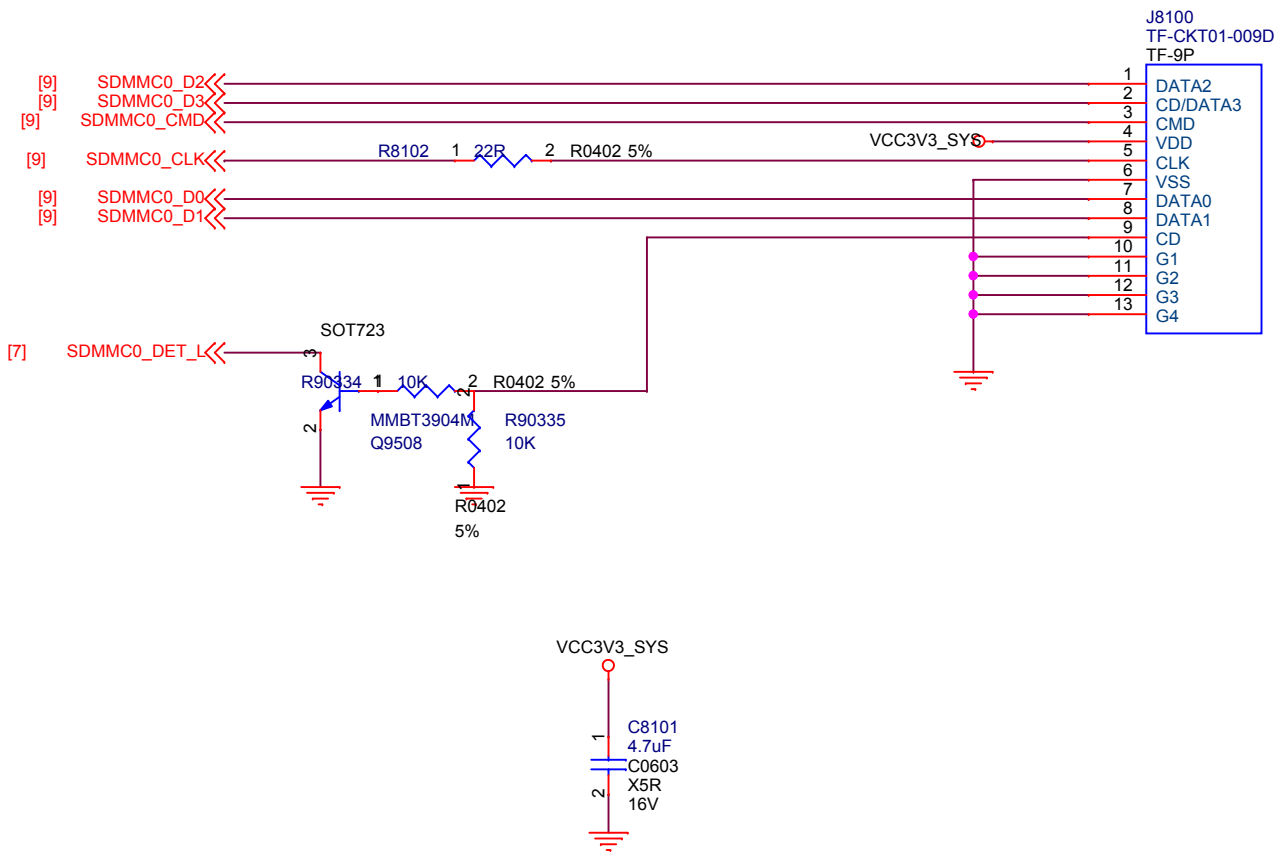 J8100
TF-CKT01-009D
TF-9P
[9] SDMMC0_D2 1 DATA2
[9] SDMMC0_D3 2 CD/DATA3
[9] SDMMC0_CMD 3 CMD
VCC3V3_SYS 4 VDD
[9] SDMMC0_CLK R8102 1 22R 2 R0402 5% 5 CLK
6 VSS
[9] SDMMC0_D0 7 DATA0
[9] SDMMC0_D1 8 DATA1
9 CD
10 G1
11 G2
12 G3
13 G4
SOT723
[7] SDMMC0_DET_L 3
R90334 1 1 10K 2 2 R0402 5%
2 MMBT3904M R90335
Q9508 10K
1
R0402
5%
VCC3V3_SYS
C8101
1 4.7uF
C0603
X5R
2 16V